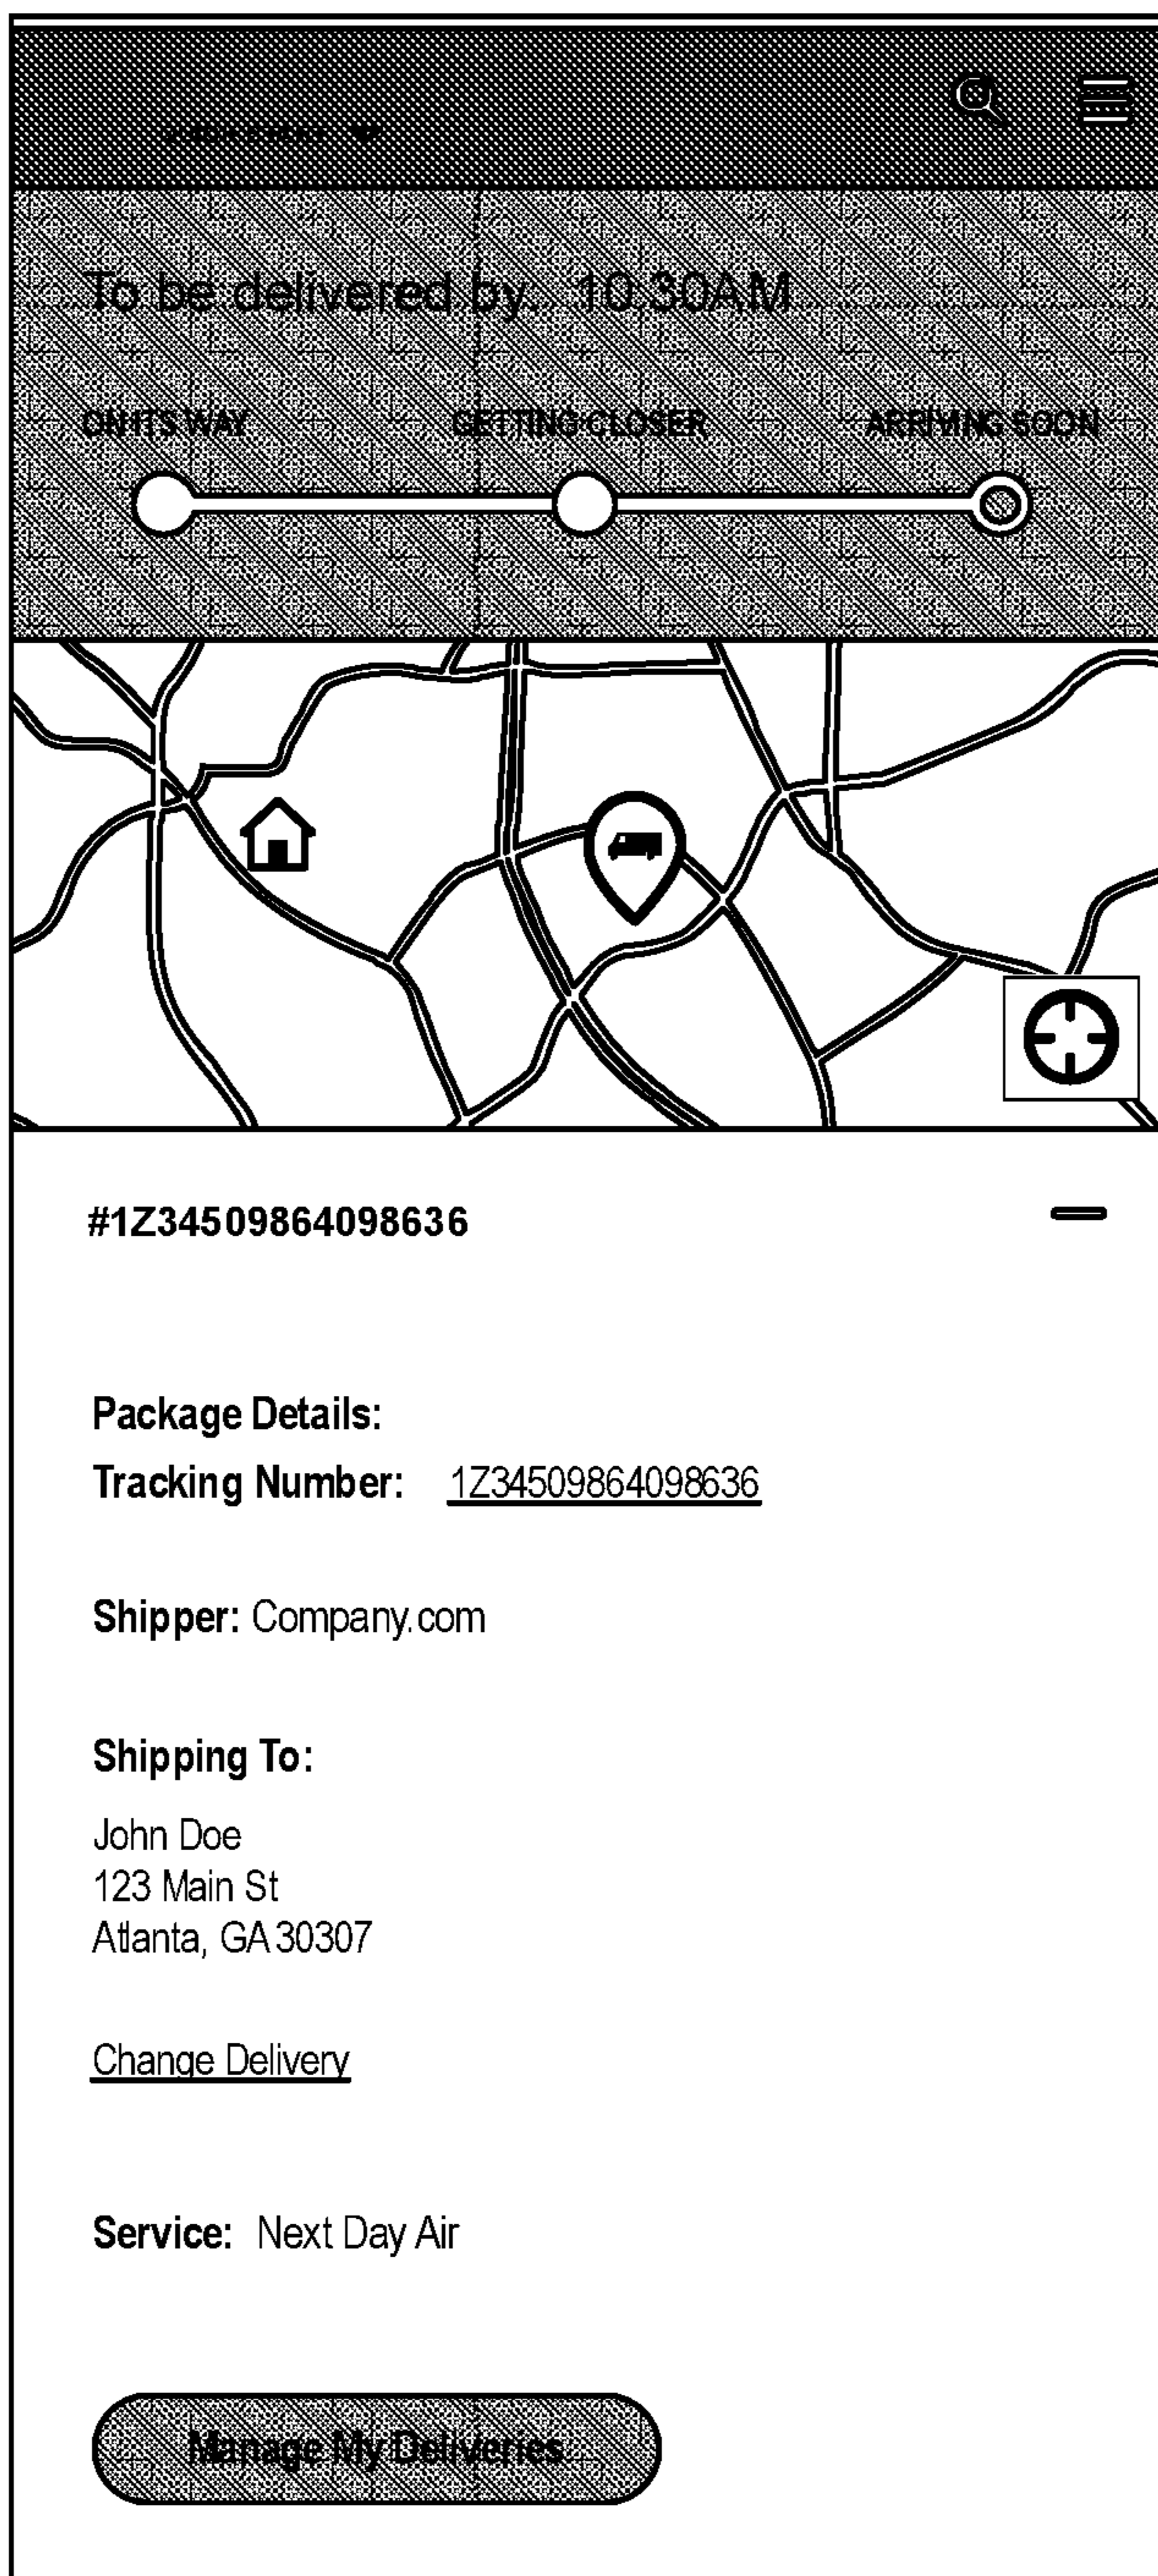 To be delivered by: 10:30AM
ON ITS WAY GETTING CLOSER ARRIVING SOON
#1Z34509864098636
Package Details:
Tracking Number: 1Z34509864098636
Shipper: Company.com
Shipping To:
John Doe
123 Main St
Atlanta, GA 30307
Change Delivery
Service: Next Day Air
Manage My Deliveries